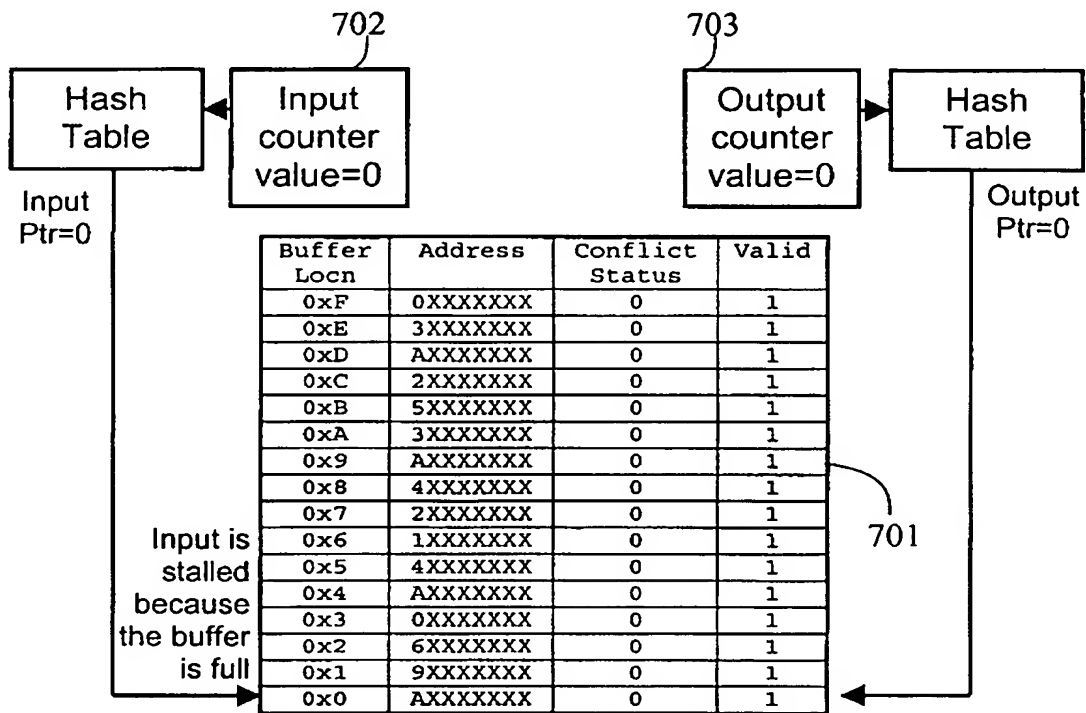 702
703
Hash
Table
Input
counter
value=0
Output
counter
value=0
Hash
Table
Input
Ptr=0
Output
Ptr=0
Buffer Locn Address Conflict Status Valid
0xF 0XXXXXXX 0 1
0xE 3XXXXXXX 0 1
0xD AXXXXXXX 0 1
0xC 2XXXXXXX 0 1
0xB 5XXXXXXX 0 1
0xA 3XXXXXXX 0 1
0x9 AXXXXXXX 0 1
0x8 4XXXXXXX 0 1
0x7 2XXXXXXX 0 1
0x6 1XXXXXXX 0 1
0x5 4XXXXXXX 0 1
0x4 AXXXXXXX 0 1
0x3 0XXXXXXX 0 1
0x2 6XXXXXXX 0 1
0x1 9XXXXXXX 0 1
0x0 AXXXXXXX 0 1
701
Input is
stalled
because
the buffer
is full